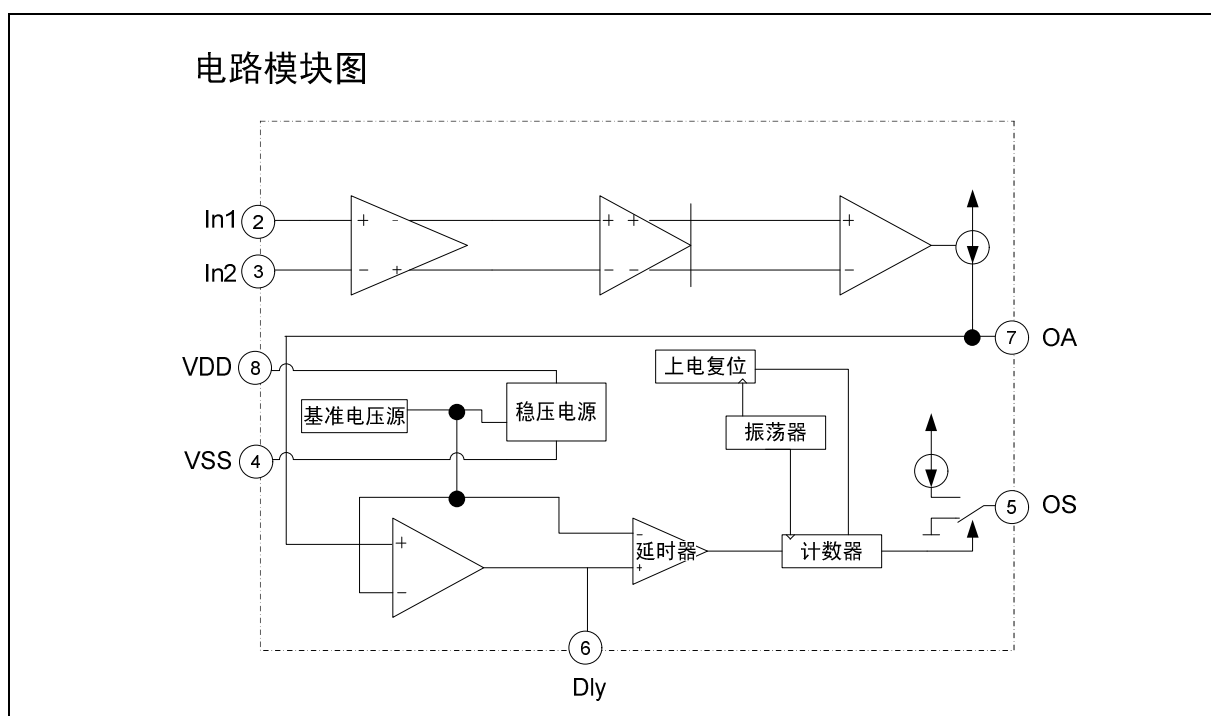 电路模块图
In1 2 + - + + +
In2 3 - + - - -
7 OA
VDD 8
上电复位
基准电压源
稳压电源
振荡器
VSS 4
5 OS
+ - 延时器 计数器
- +
6
Dly